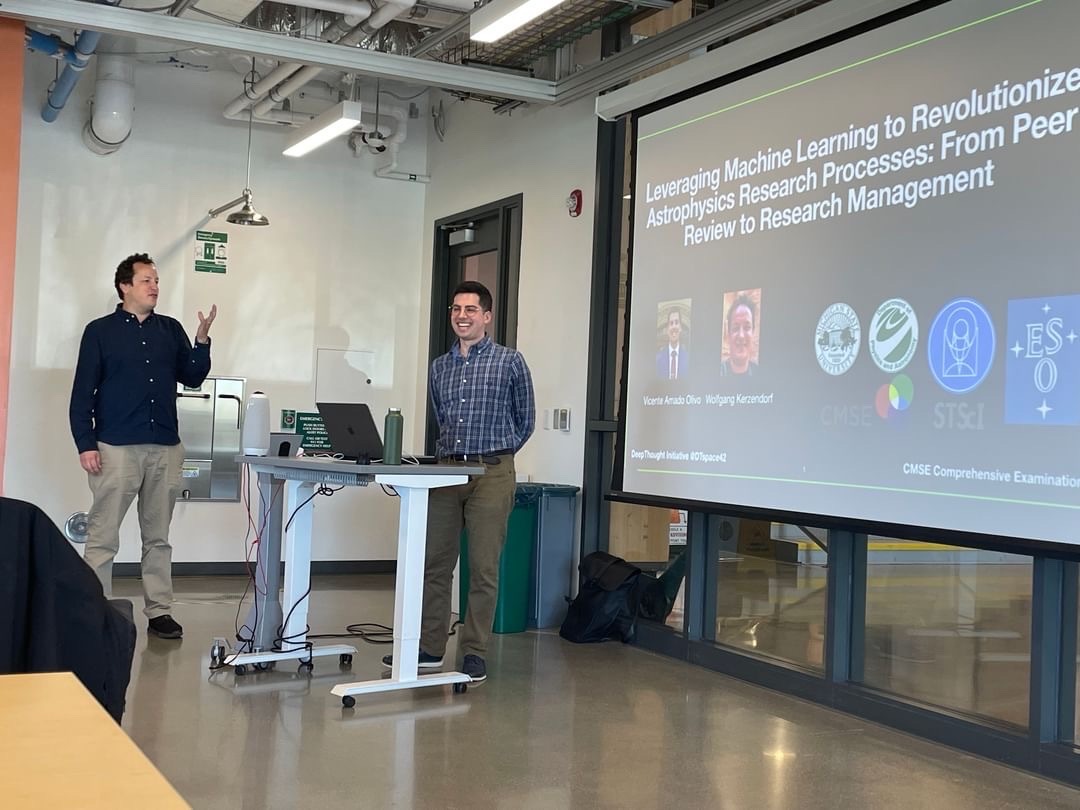 Leveraging Machine Learning to Revolutionize
Astrophysics Research Processes: From Peer
Review to Research Management
Vicente Amado Olivo
Wolfgang Kerzendorf
CMSE
STScI
ES
O
DeepThought Initiative @DTspace42
1
CMSE Comprehensive Examination
EMERGENCY